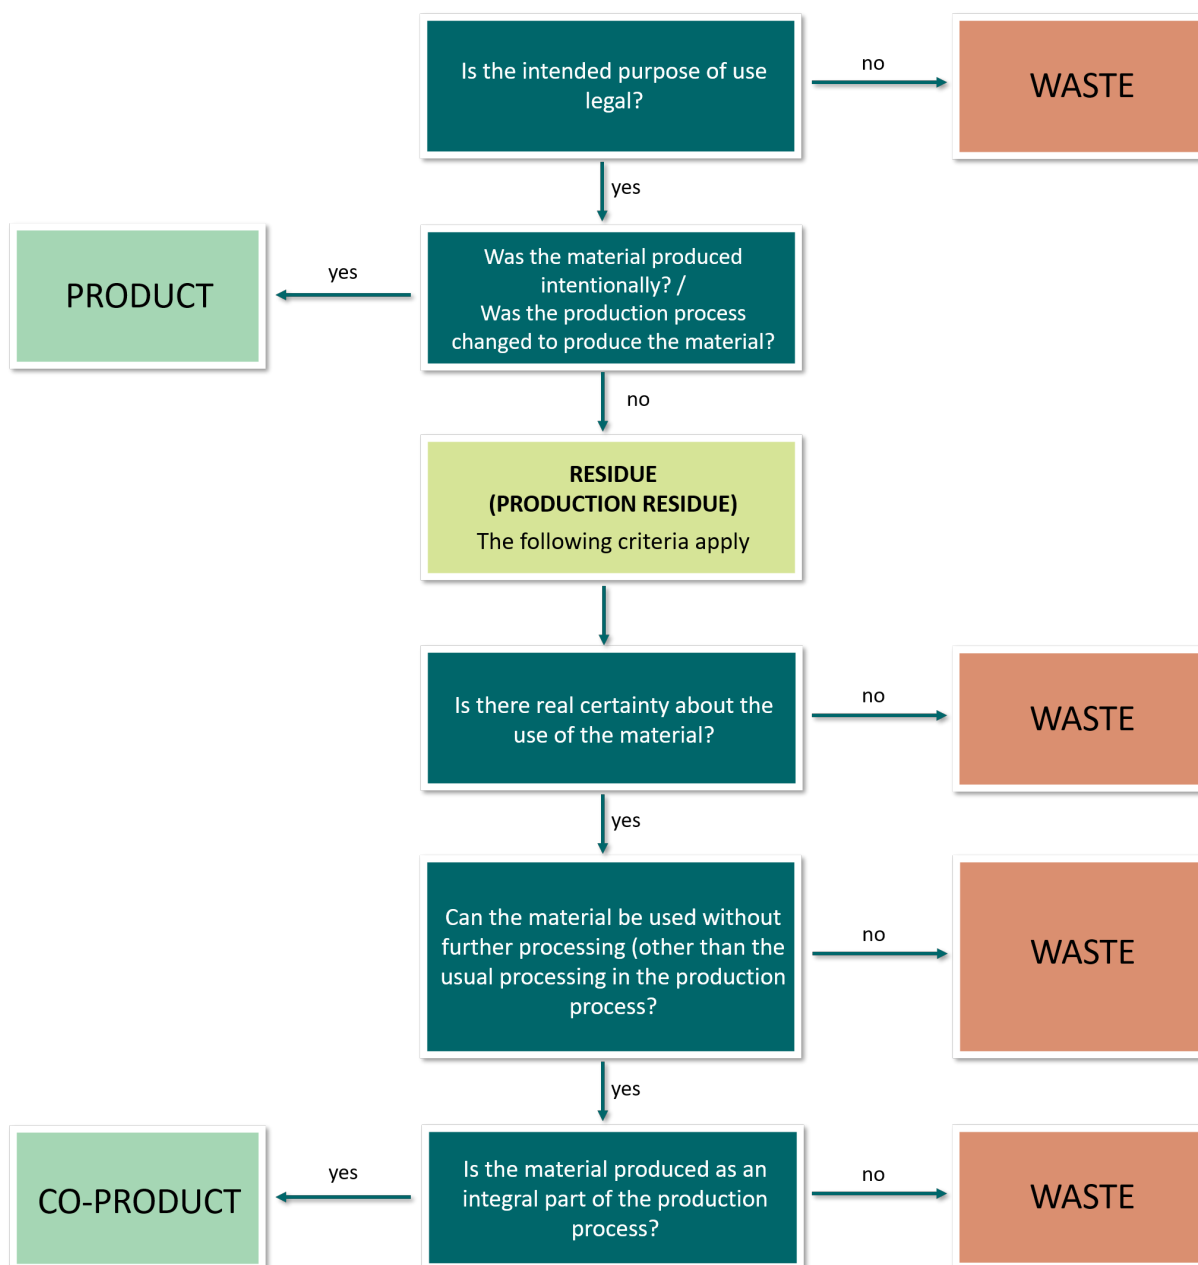 Is the intended purpose of use
legal?
no
WASTE
yes
Was the material produced
intentionally? /
Was the production process
changed to produce the material?
yes
PRODUCT
no
RESIDUE
(PRODUCTION RESIDUE)
The following criteria apply
Is there real certainty about the
use of the material?
no
WASTE
yes
Can the material be used without
further processing (other than the
usual processing in the production
process?
no
WASTE
yes
Is the material produced as an
integral part of the production
process?
yes
CO-PRODUCT
no
WASTE